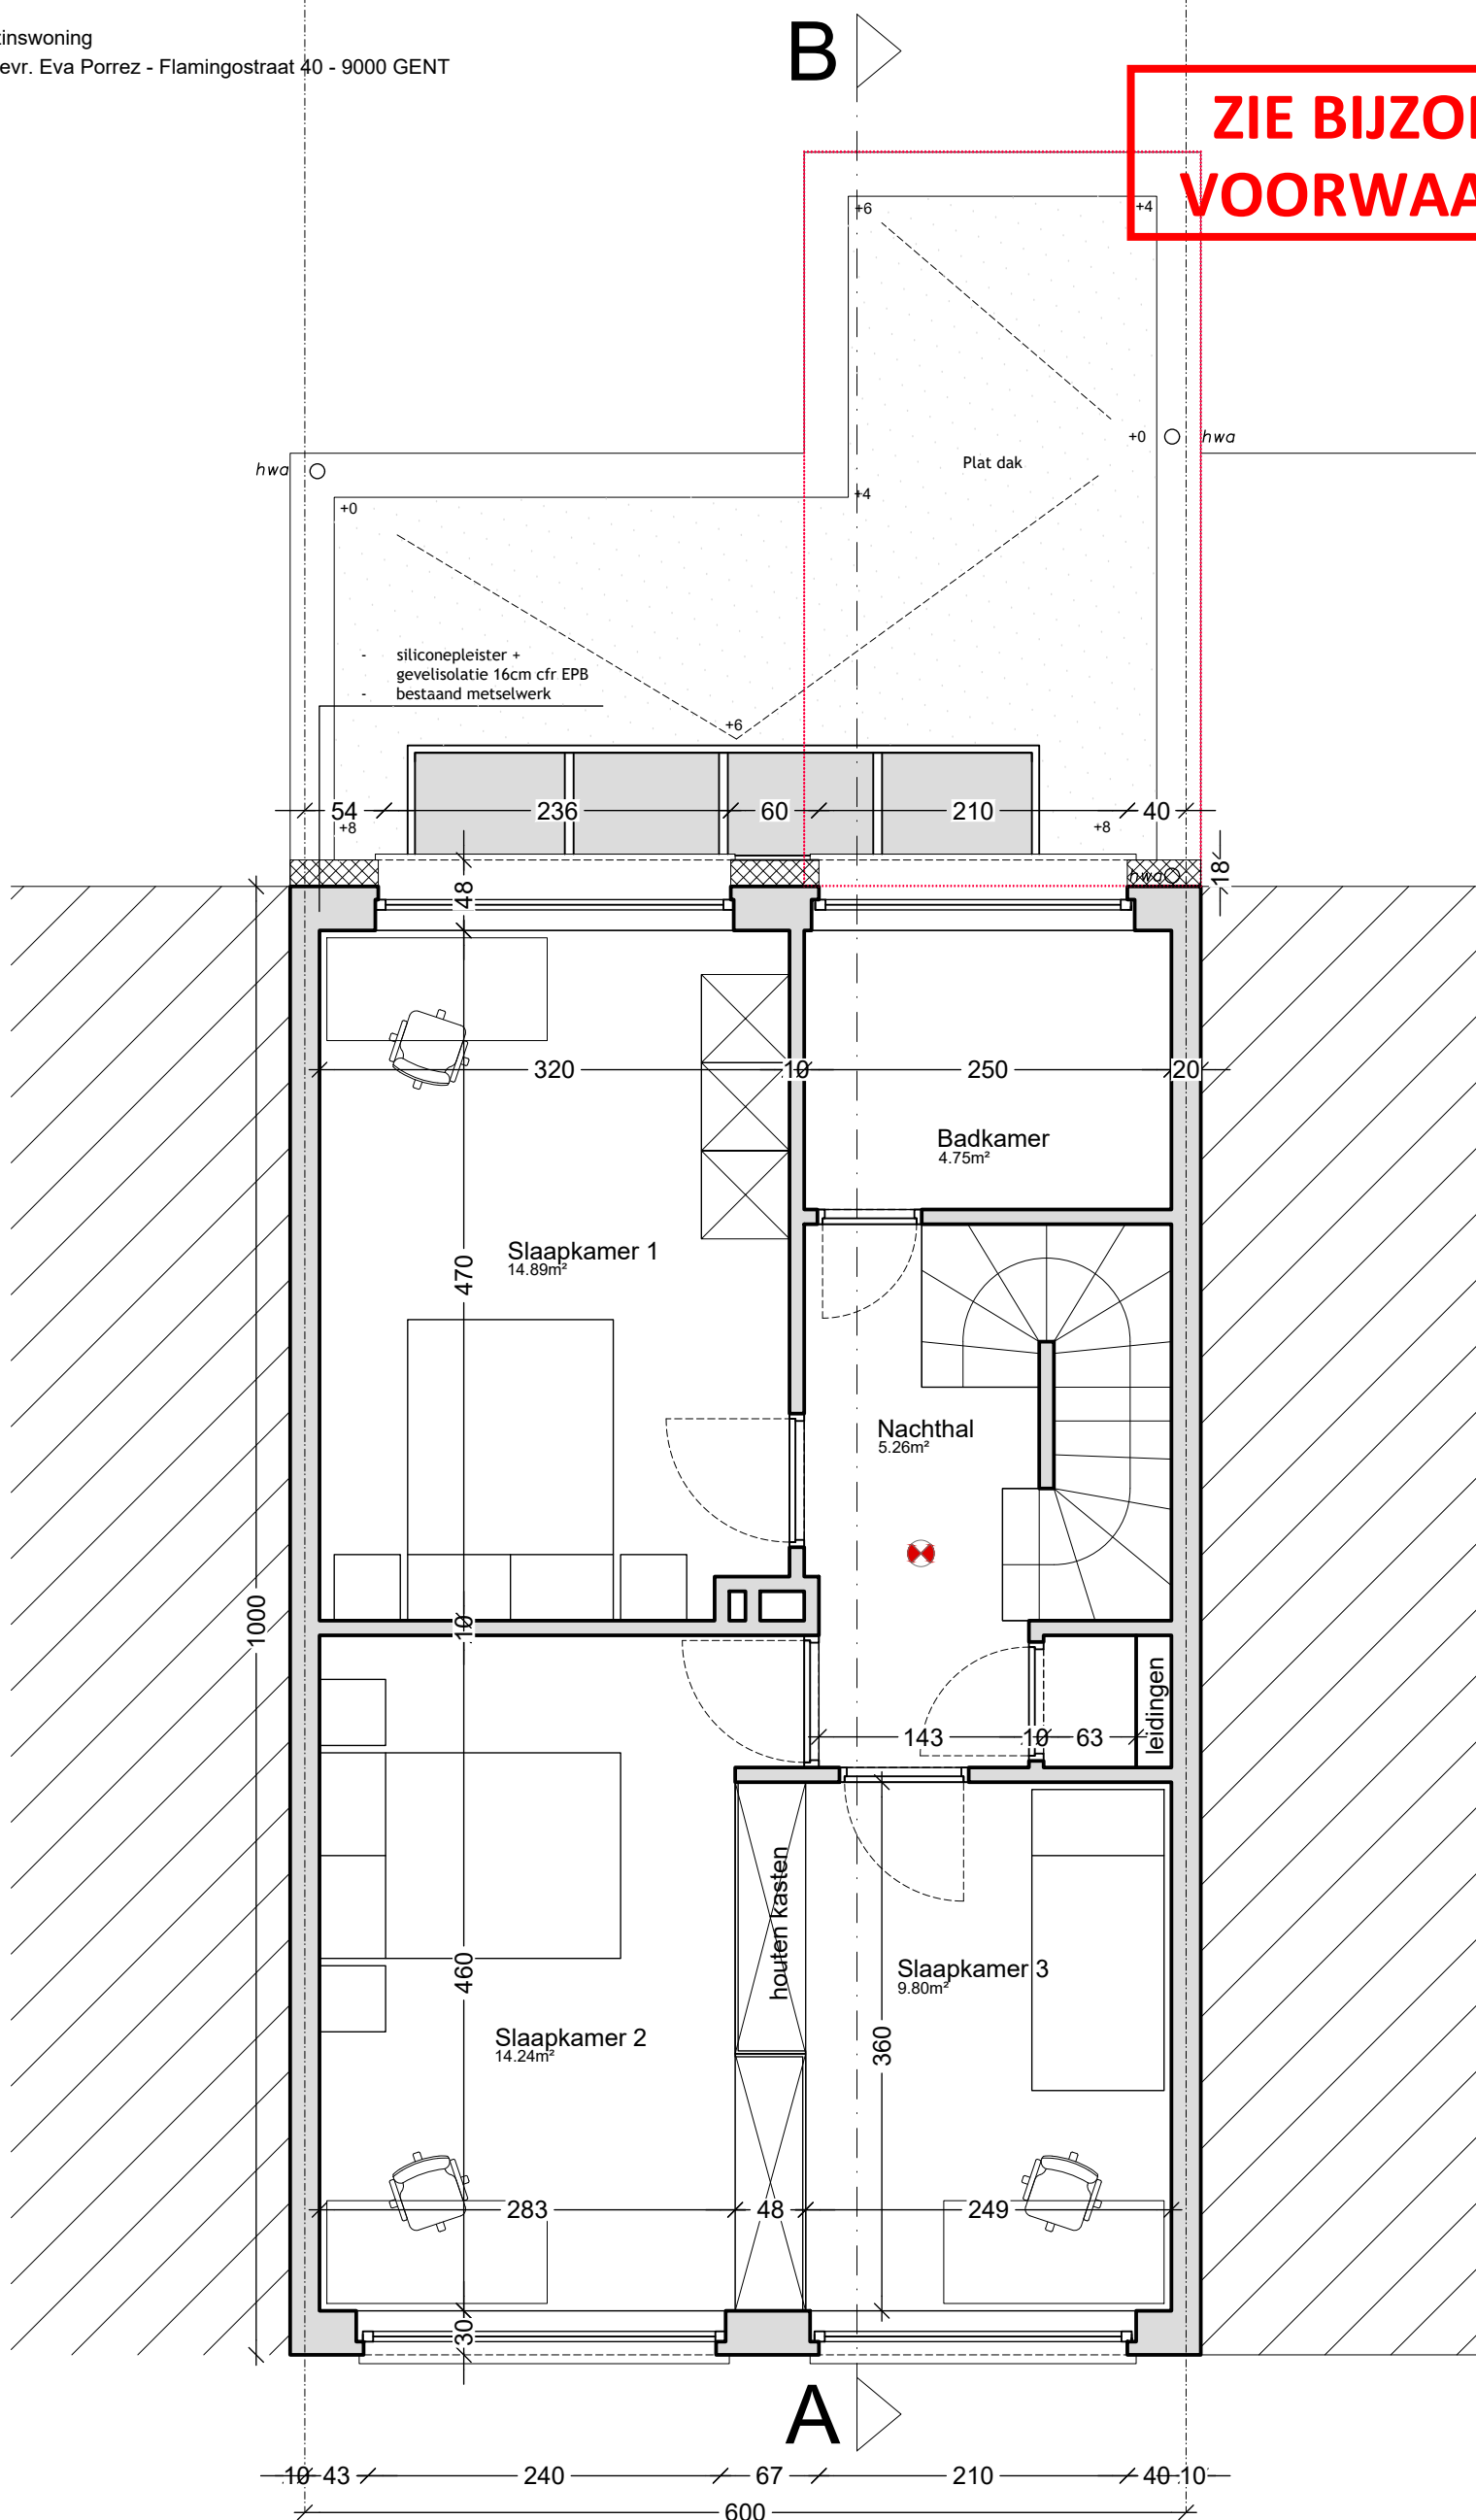 evr. Eva Porrez - Flamingostraat 40 - 9000 GENT
B
ZIE
+6
+4
+0
hwa
hwa
Plat dak
+0
+4
- siliconepleister +
gevelisolatie 16cm cfr EPB
- bestaand metselwerk
+6
54
236
60
210
40
+8
+8
48
hwa
18
320
10
250
20
Badkamer
4.75m²
Slaapkamer 1
14.89m²
470
Nachthal
5.26m²
1000
10
leidingen
143
10
63
houten kasten
460
Slaapkamer 3
9.80m²
Slaapkamer 2
14.24m²
360
283
48
249
30
A
10
43
240
67
210
40
10
600